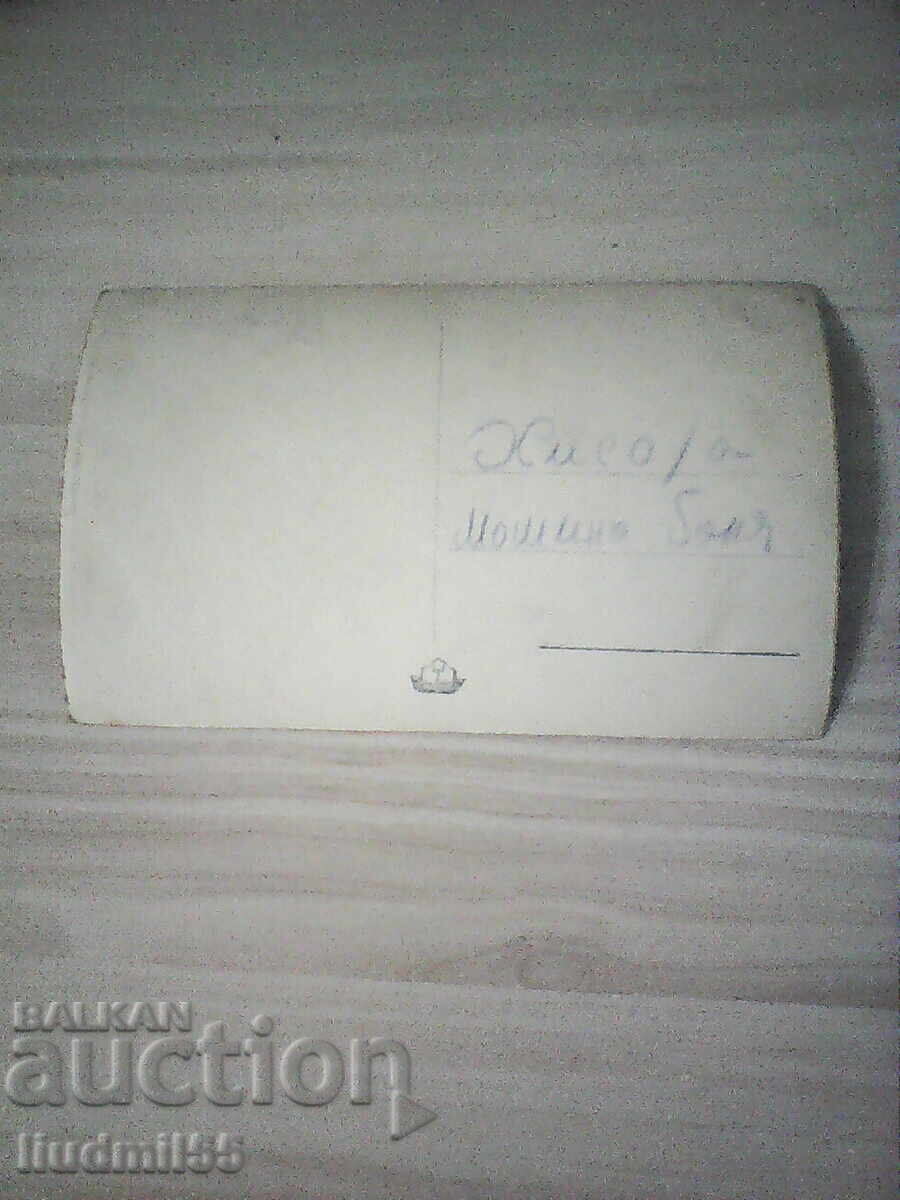 Хисаря
Момина баня
BALKAN
auction
liudmil55